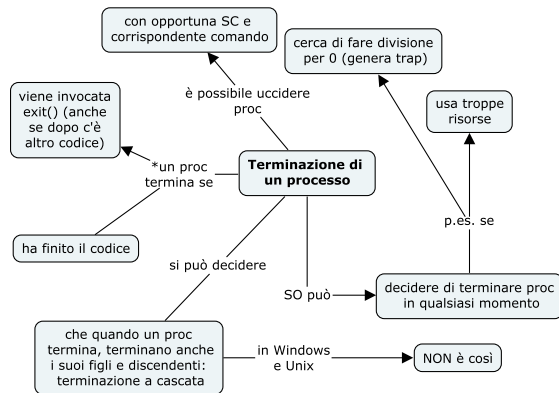 con opportuna SC e
corrispondente comando
cerca di fare divisione
per 0 (genera trap)
viene invocata
exit() (anche
se dopo c'è
altro codice)
è possibile uccidere
proc
usa troppe
risorse
*un proc
termina se
Terminazione di
un processo
p.es. se
ha finito il codice
si può decidere
SO può
decidere di terminare proc
in qualsiasi momento
che quando un proc
termina, terminano anche
i suoi figli e discendenti:
terminazione a cascata
in Windows
e Unix
NON è così